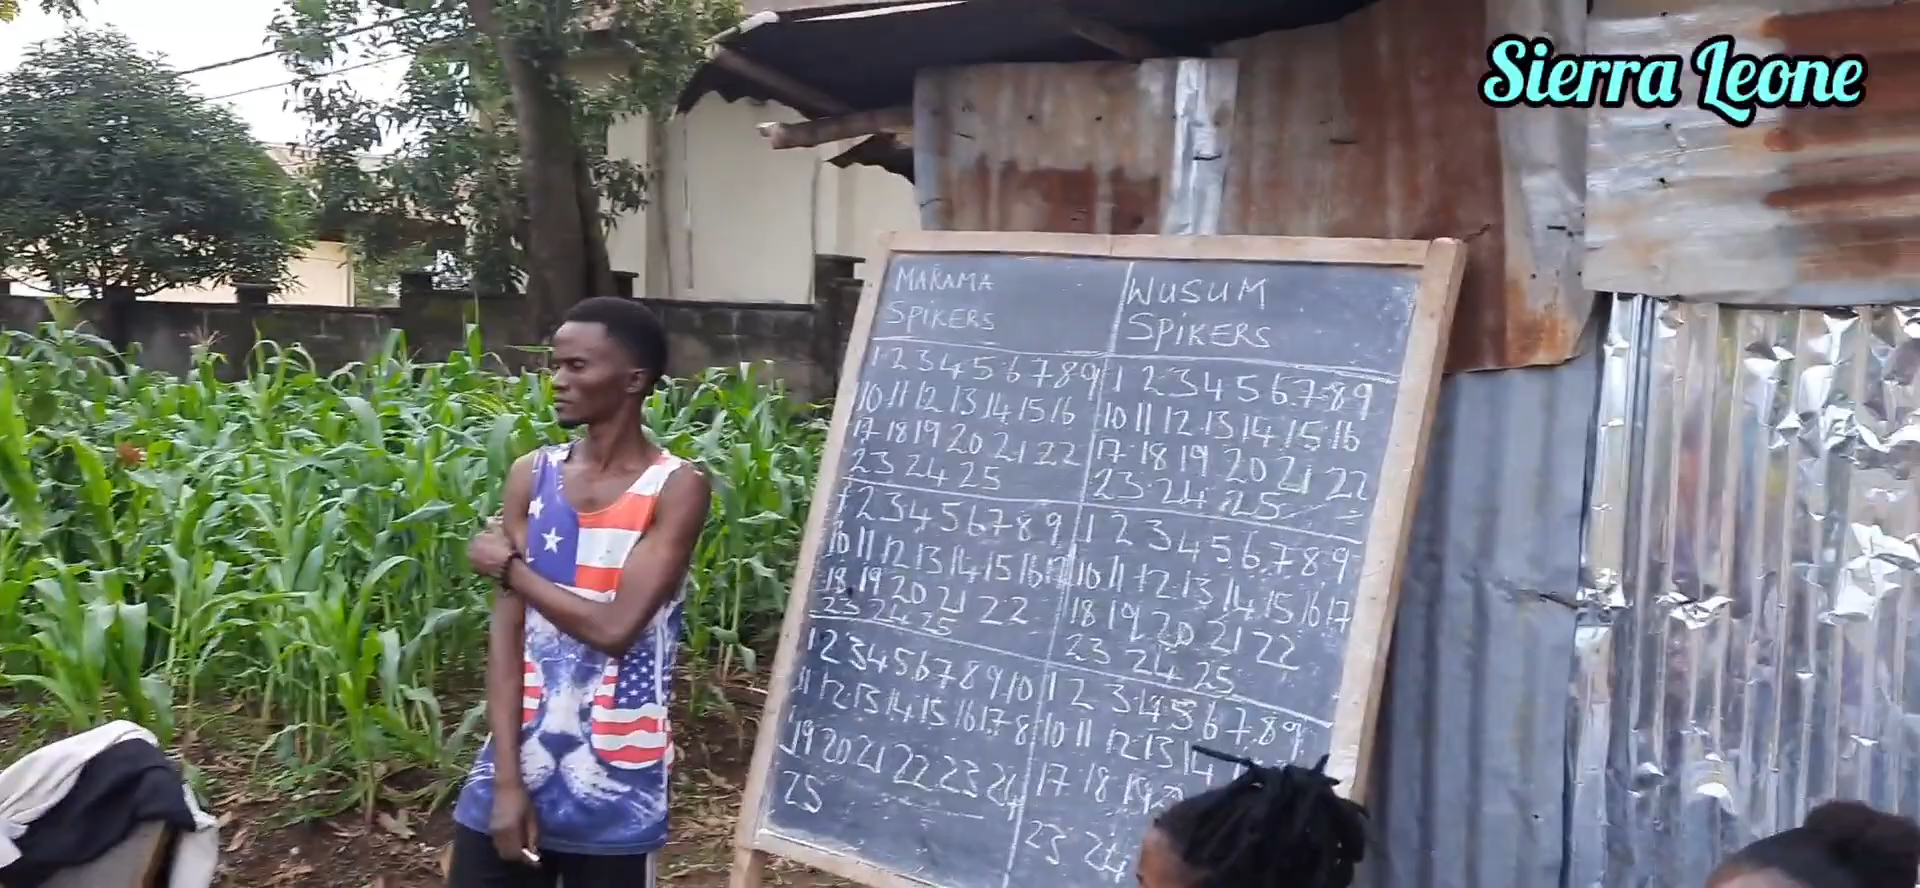 Sierra Leone
MAKAMA
SPIKERS
1 2 3 4 5 6 7 8 9
10 11 12 13 14 15 16
17 18 19 20 21 22
23 24 25
1 2 3 4 5 6 7 8 9
10 11 12 13 14 15 16 17
18 19 20 21 22
23 24 25
1 2 3 4 5 6 7 8 9 10
11 12 13 14 15 16 17 8
19 20 21 22 23 24
25
WUSUM
SPIKERS
1 2 3 4 5 6 7 8 9
10 11 12 13 14 15 16
17 18 19 20 21 22
23 24 25
1 2 3 4 5 6 7 8 9
10 11 12 13 14 15 16 17
18 19 20 21 22
23 24 25
1 2 3 4 5 6 7 8 9
10 11 12 13 14
17 18 19
23 24